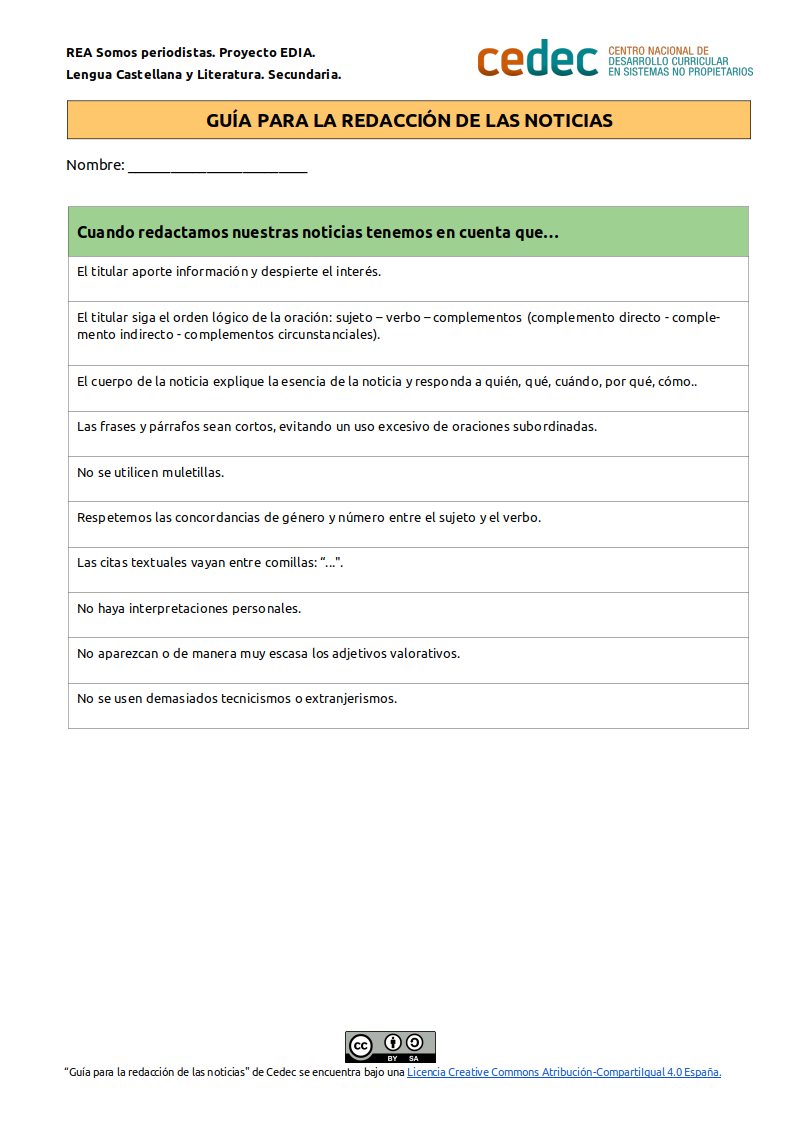 REA Somos periodistas. Proyecto EDIA.
Lengua Castellana y Literatura. Secundaria.
cedec
CENTRO NACIONAL DE
DESARROLLO CURRICULAR
EN SISTEMAS NO PROPIETARIOS
GUÍA PARA LA REDACCIÓN DE LAS NOTICIAS
Nombre: _________________________
Cuando redactamos nuestras noticias tenemos en cuenta que…
El titular aporte información y despierte el interés.
El titular siga el orden lógico de la oración: sujeto – verbo – complementos (complemento directo - comple-
mento indirecto - complementos circunstanciales).
El cuerpo de la noticia explique la esencia de la noticia y responda a quién, qué, cuándo, por qué, cómo..
Las frases y párrafos sean cortos, evitando un uso excesivo de oraciones subordinadas.
No se utilicen muletillas.
Respetemos las concordancias de género y número entre el sujeto y el verbo.
Las citas textuales vayan entre comillas: “...”.
No haya interpretaciones personales.
No aparezcan o de manera muy escasa los adjetivos valorativos.
No se usen demasiados tecnicismos o extranjerismos.
cc
BY SA
“Guía para la redacción de las noticias” de Cedec se encuentra bajo una Licencia Creative Commons Atribución-CompartiIgual 4.0 España.